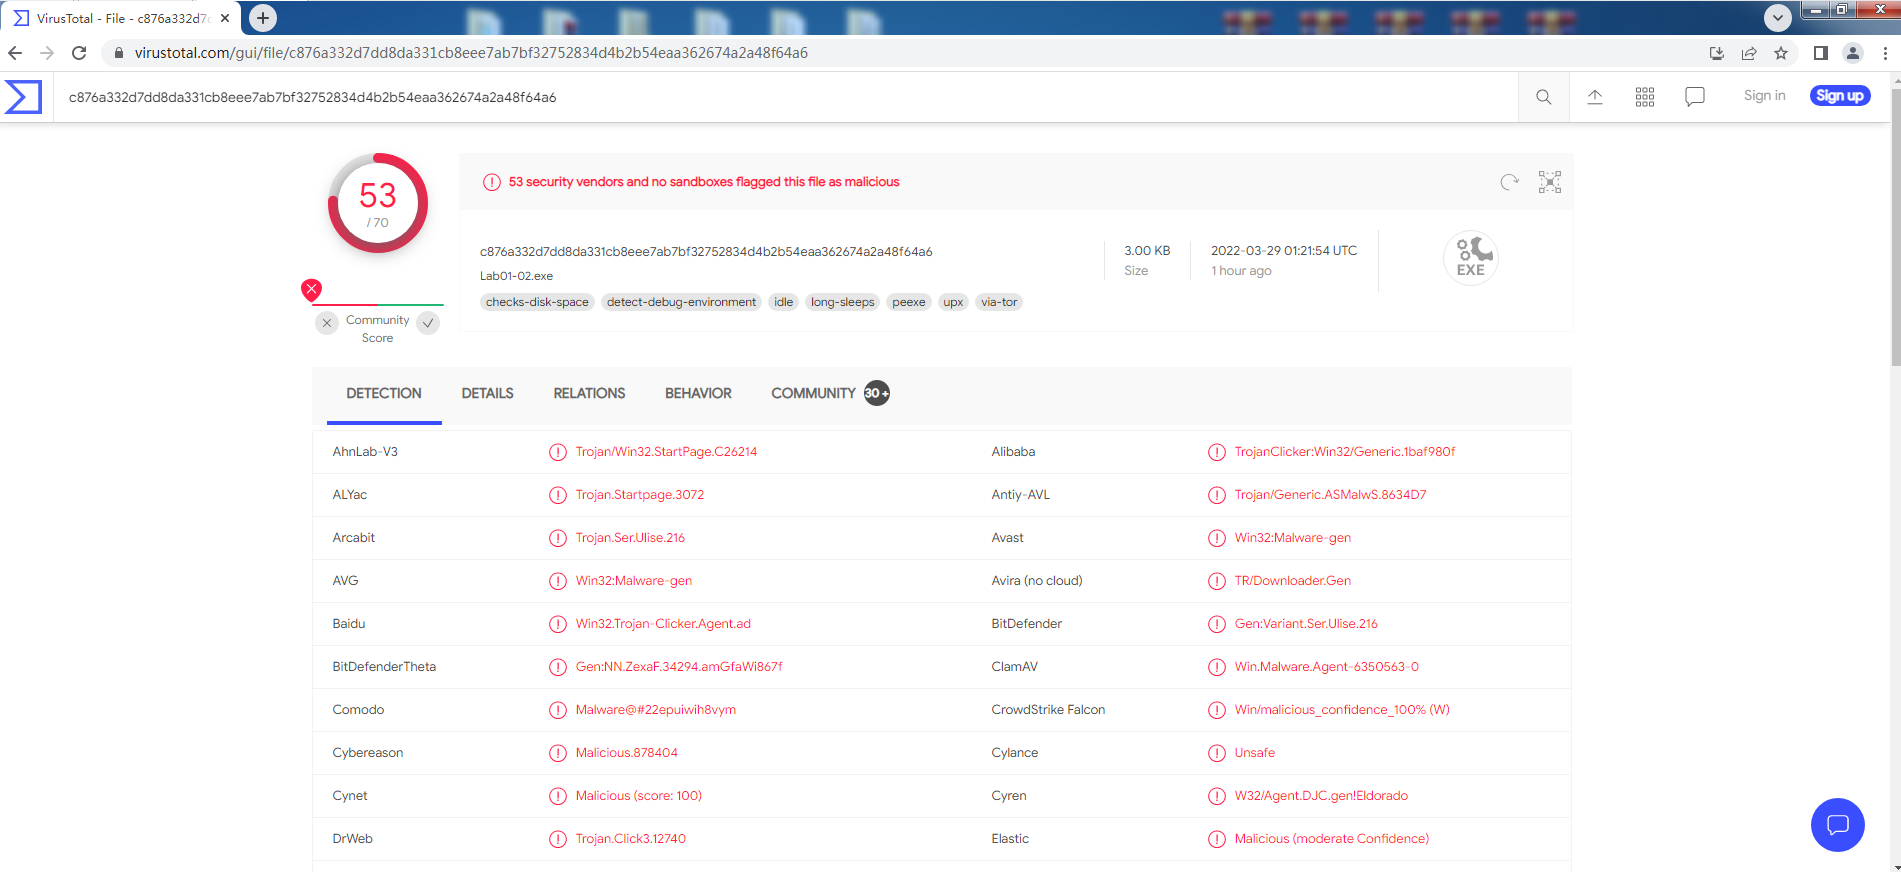 VirusTotal - File - c876a332d7d
virustotal.com/gui/file/c876a332d7dd8da331cb8eee7ab7bf32752834d4b2b54eaa362674a2a48f64a6
c876a332d7dd8da331cb8eee7ab7bf32752834d4b2b54eaa362674a2a48f64a6
Sign in
Sign up
53
/ 70
Community
Score
53 security vendors and no sandboxes flagged this file as malicious
c876a332d7dd8da331cb8eee7ab7bf32752834d4b2b54eaa362674a2a48f64a6
Lab01-02.exe
checks-disk-space detect-debug-environment idle long-sleeps peexe upx via-tor
3.00 KB
Size
2022-03-29 01:21:54 UTC
1 hour ago
EXE
DETECTION DETAILS RELATIONS BEHAVIOR COMMUNITY 30+
AhnLab-V3 Trojan/Win32.StartPage.C26214 Alibaba TrojanClicker:Win32/Generic.1baf980f
ALYac Trojan.Startpage.3072 Antiy-AVL Trojan/Generic.ASMalwS.8634D7
Arcabit Trojan.Ser.Ulise.216 Avast Win32:Malware-gen
AVG Win32:Malware-gen Avira (no cloud) TR/Downloader.Gen
Baidu Win32.Trojan-Clicker.Agent.ad BitDefender Gen:Variant.Ser.Ulise.216
BitDefenderTheta Gen:NN.ZexaF.34294.amGfaWi867f ClamAV Win.Malware.Agent-6350563-0
Comodo Malware@#22epuiwih8vym CrowdStrike Falcon Win/malicious_confidence_100% (W)
Cybereason Malicious.878404 Cylance Unsafe
Cynet Malicious (score: 100) Cyren W32/Agent.DJC.gen!Eldorado
DrWeb Trojan.Click3.12740 Elastic Malicious (moderate Confidence)